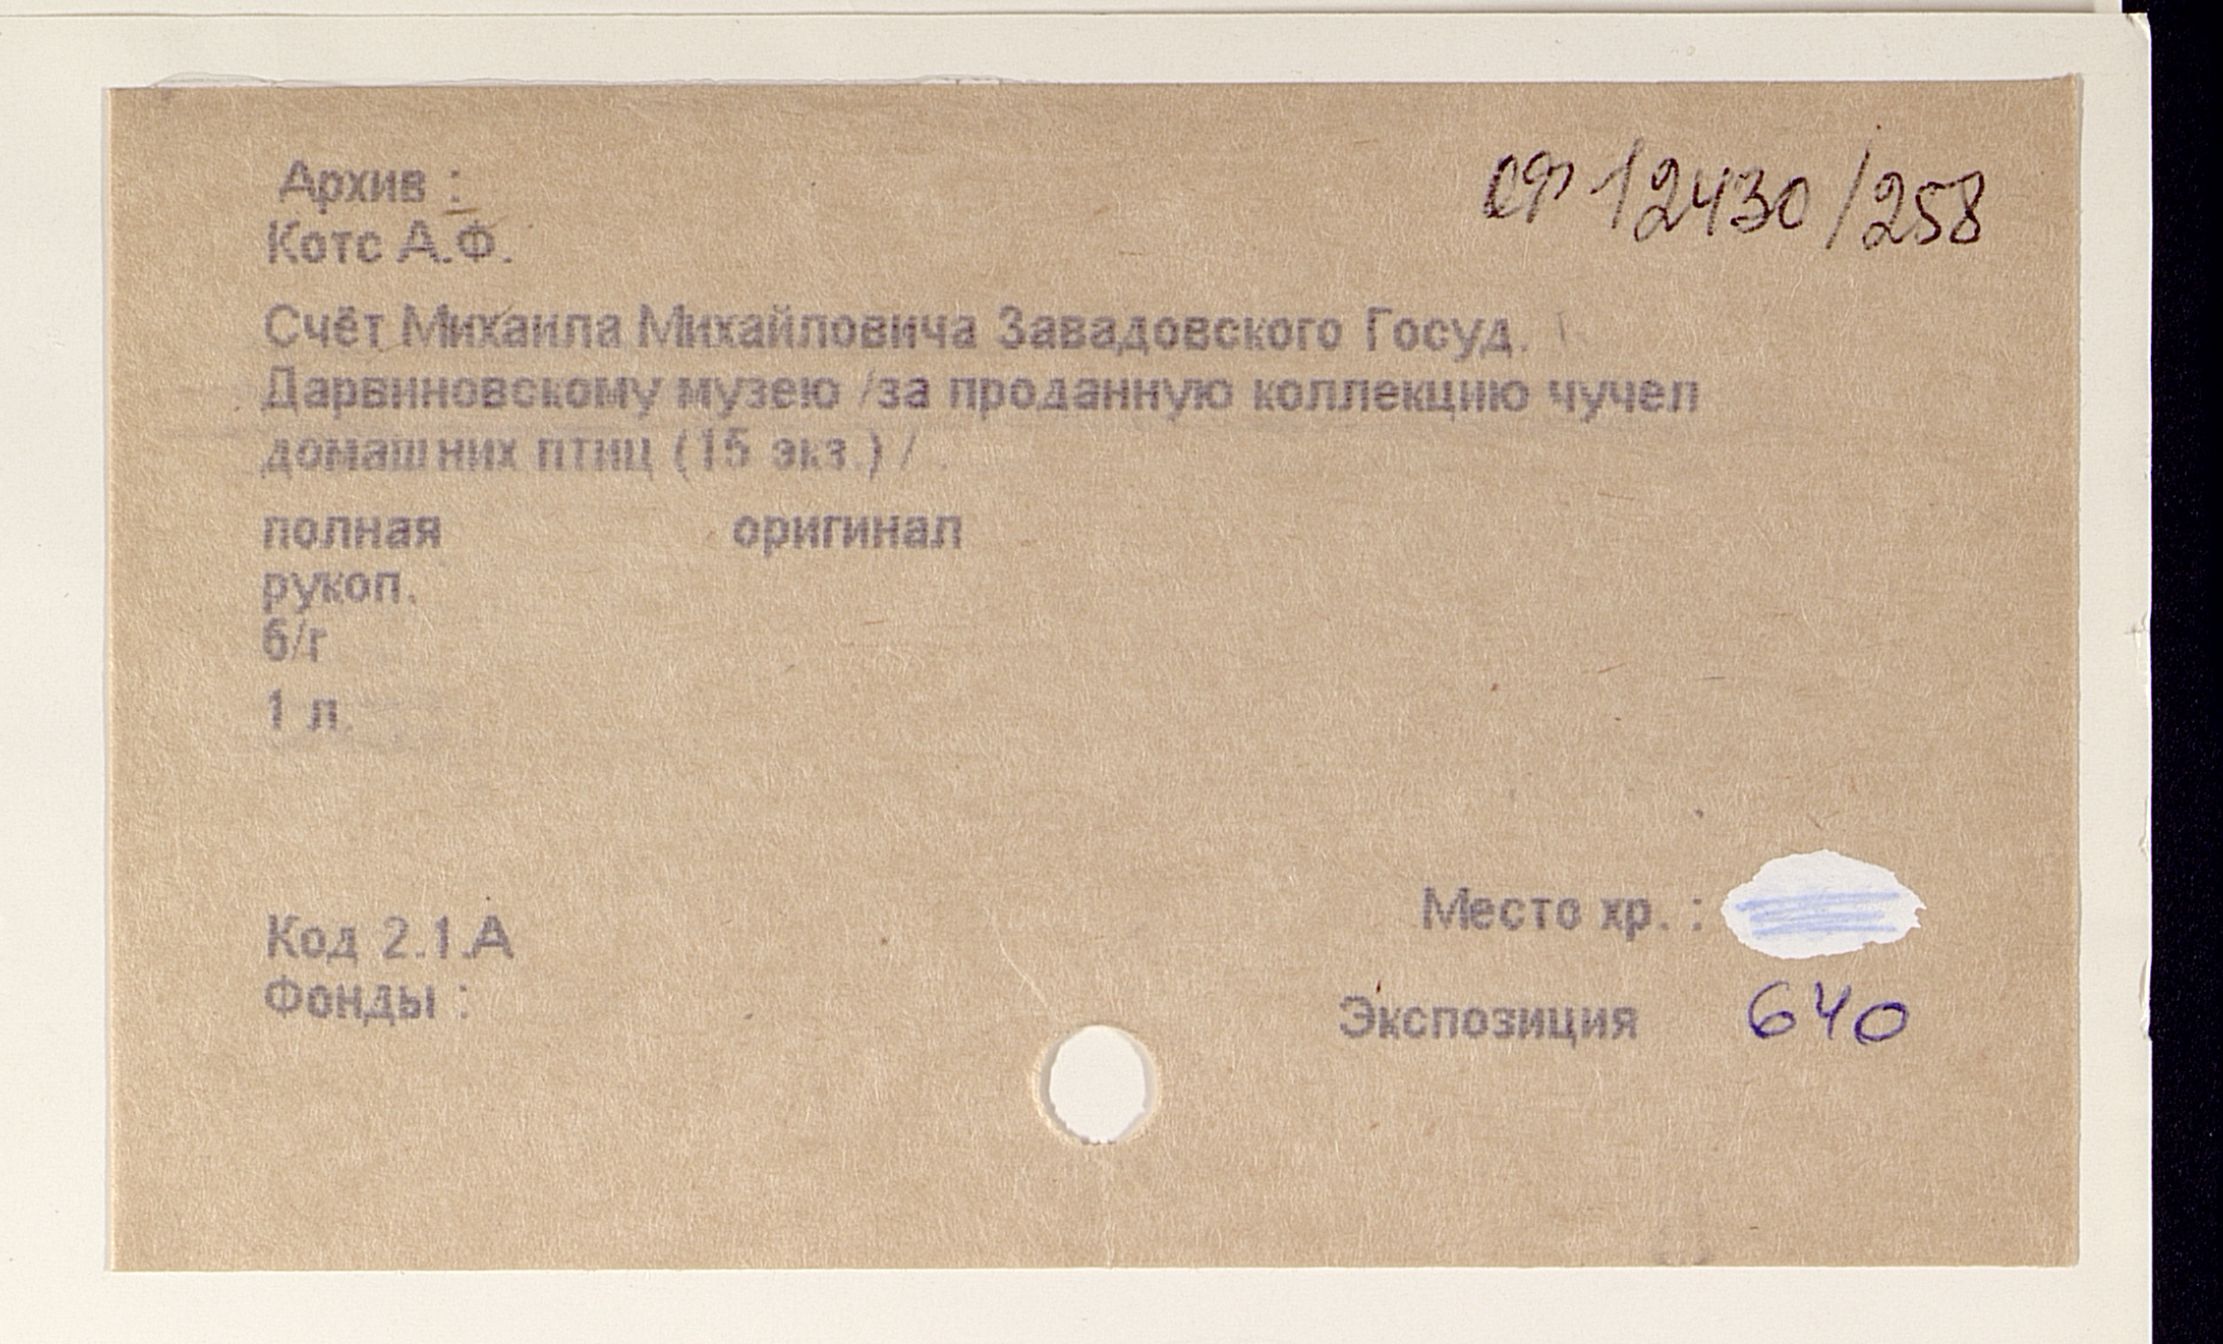 Архив :
оф 12430/258
Котс А.Ф.
Счёт Михаила Михайловича Завадовского Госуд.
Дарвиновскому музею /за проданную коллекцию чучел
домашних птиц (15 экз.) / .
полная оригинал
рукоп.
б/г
1 л.
Место хр. :
Код 2.1.А
Фонды :
Экспозиция 640